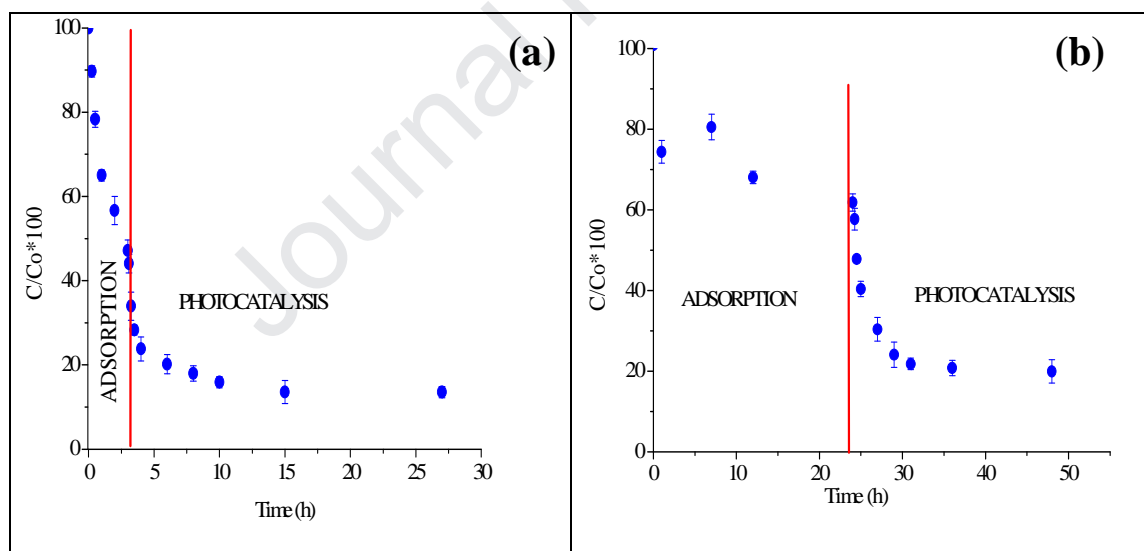 (a)
100
80
60
40
20
0
C/Co*100
ADSORPTION
PHOTOCATALYSIS
0 5 10 15 20 25 30
Time (h)
(b)
100
80
60
40
20
0
C/Co*100
ADSORPTION
PHOTOCATALYSIS
0 10 20 30 40 50
Time (h)
Journal